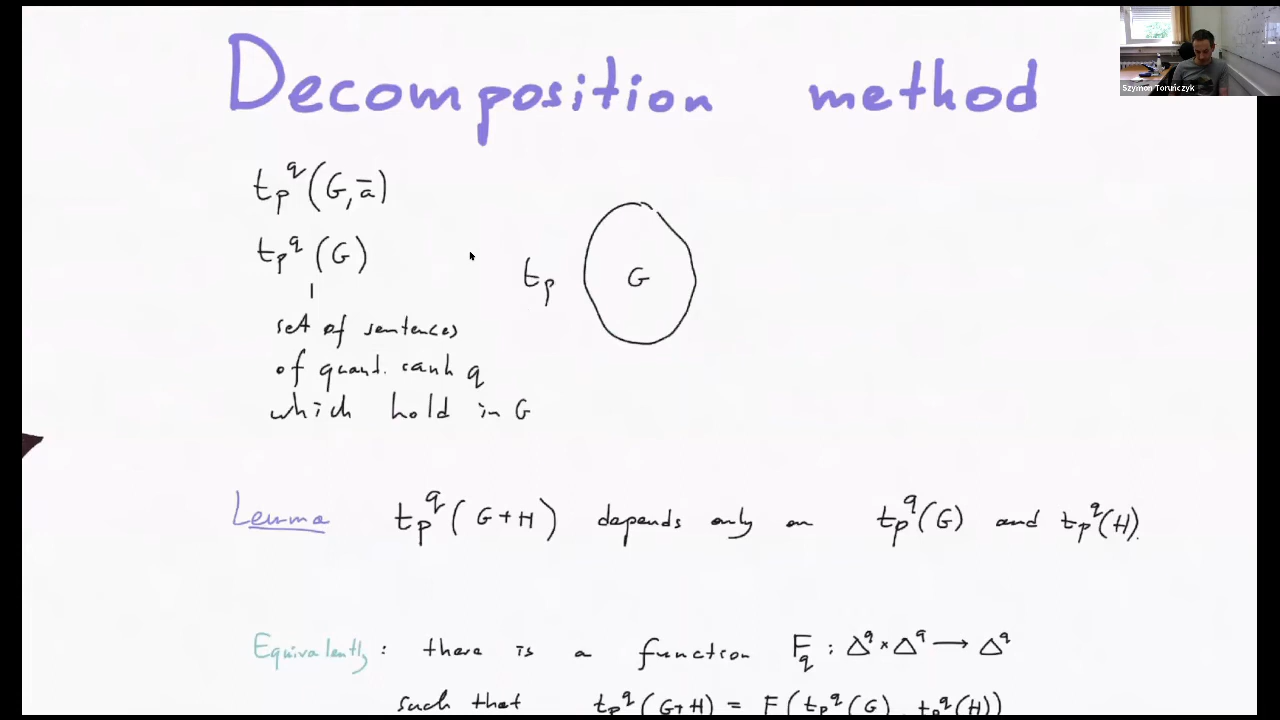 Decomposition method
Szymon Toruńczyk
tp^q (G, ā)
tp^q (G)
set of sentences
of quant. rank q
which hold in G
tp G
Lemma tp^q ( G+H ) depends only on tp^q(G) and tp^q(H).
Equivalently : there is a function F_q : Δ^q × Δ^q → Δ^q
such that tp^q (G+H) = F ( tp^q (G) , tp^q (H))